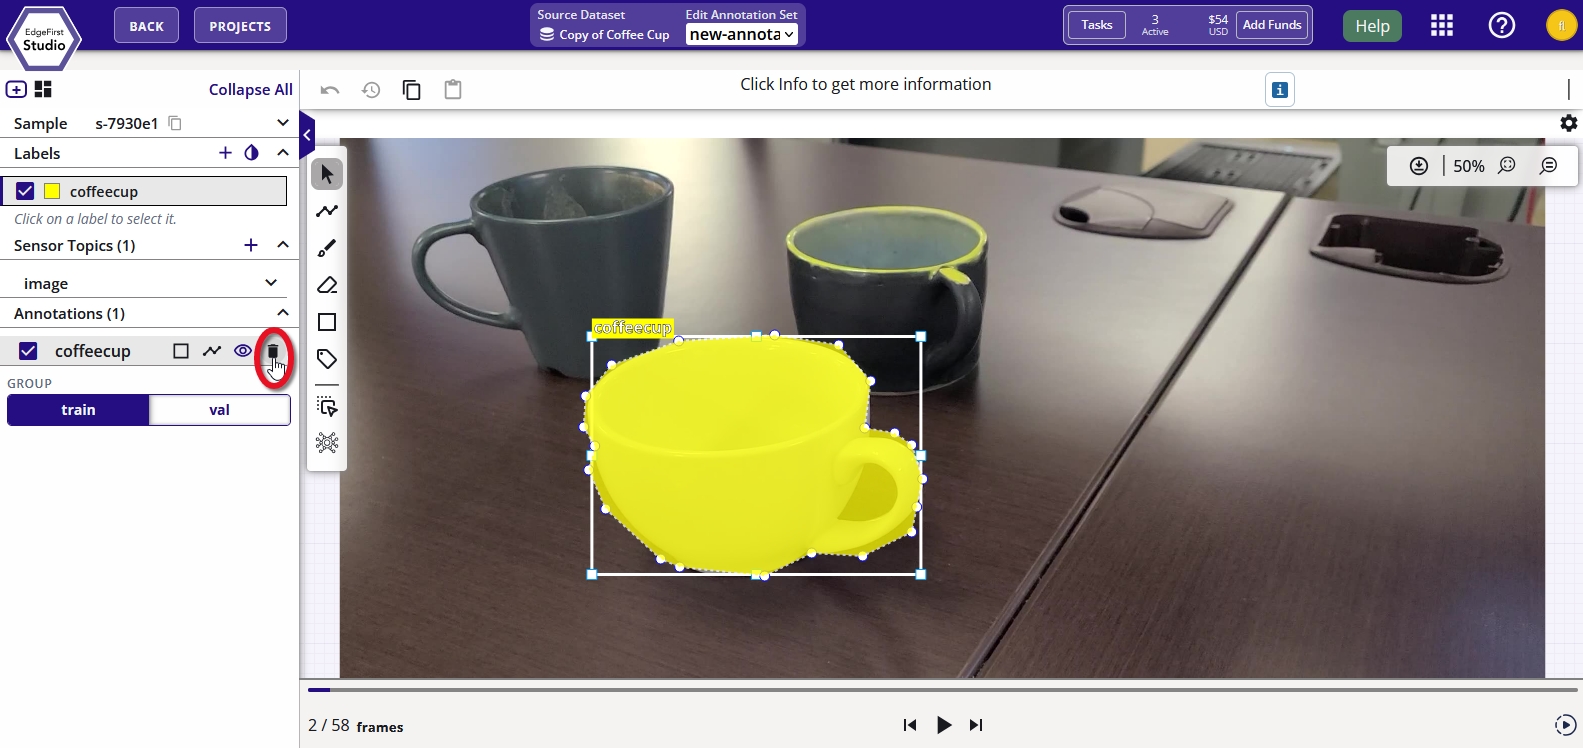 EdgeFirst
Studio
BACK
PROJECTS
Source Dataset
Copy of Coffee Cup
Edit Annotation Set
new-annota
Tasks
3
Active
$54
USD
Add Funds
Help
fl
Collapse All
Click Info to get more information
Sample s-7930e1
Labels
coffeecup
Click on a label to select it.
Sensor Topics (1)
image
Annotations (1)
coffeecup
GROUP
train
val
50%
coffeecup
2 / 58 frames